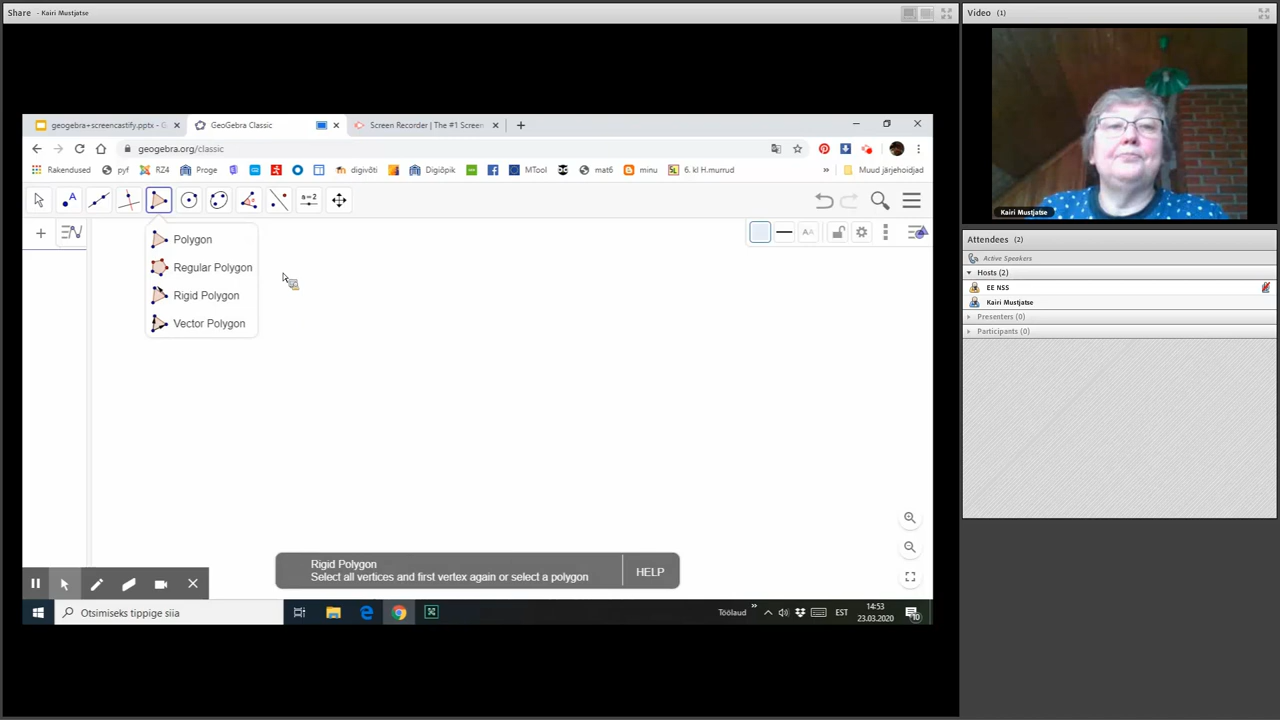 Share - Kairi Mustjatse
Video (1)
geogebra+screencastify.pptx - G
GeoGebra Classic
Screen Recorder | The #1 Screen
geogebra.org/classic
Rakendused
pyf
RZ4
Proge
digivõti
Digiõpik
MTool
mat6
minu
6. kl H.murrud
»
Muud järjehoidjad
A
a=2
AA
Polygon
Regular Polygon
Rigid Polygon
Vector Polygon
Rigid Polygon
Select all vertices and first vertex again or select a polygon
HELP
Otsimiseks tippige siia
Töölaud
»
EST
14:53
23.03.2020
10
Kairi Mustjatse
Attendees (2)
Active Speakers
Hosts (2)
EE NSS
Kairi Mustjatse
Presenters (0)
Participants (0)